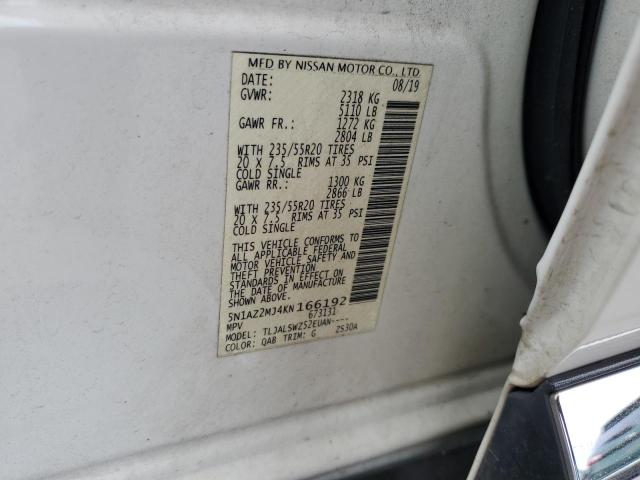 MFD BY NISSAN MOTOR CO., LTD.
DATE: 08/19
GVWR: 2318 KG
5110 LB
GAWR FR.: 1272 KG
2804 LB
WITH 235/55R20 TIRES
20 X 7.5 RIMS AT 35 PSI
COLD SINGLE
GAWR RR.: 1300 KG
2866 LB
WITH 235/55R20 TIRES
20 X 7.5 RIMS AT 35 PSI
COLD SINGLE
THIS VEHICLE CONFORMS TO
ALL APPLICABLE FEDERAL
MOTOR VEHICLE SAFETY AND
THEFT PREVENTION
STANDARDS IN EFFECT ON
THE DATE OF MANUFACTURE
SHOWN ABOVE.
5N1AZ2MJ4KN166192
MPV 673131
MODEL: TLJALSWZ52EUAN----
COLOR: QAB TRIM: G ZS30A